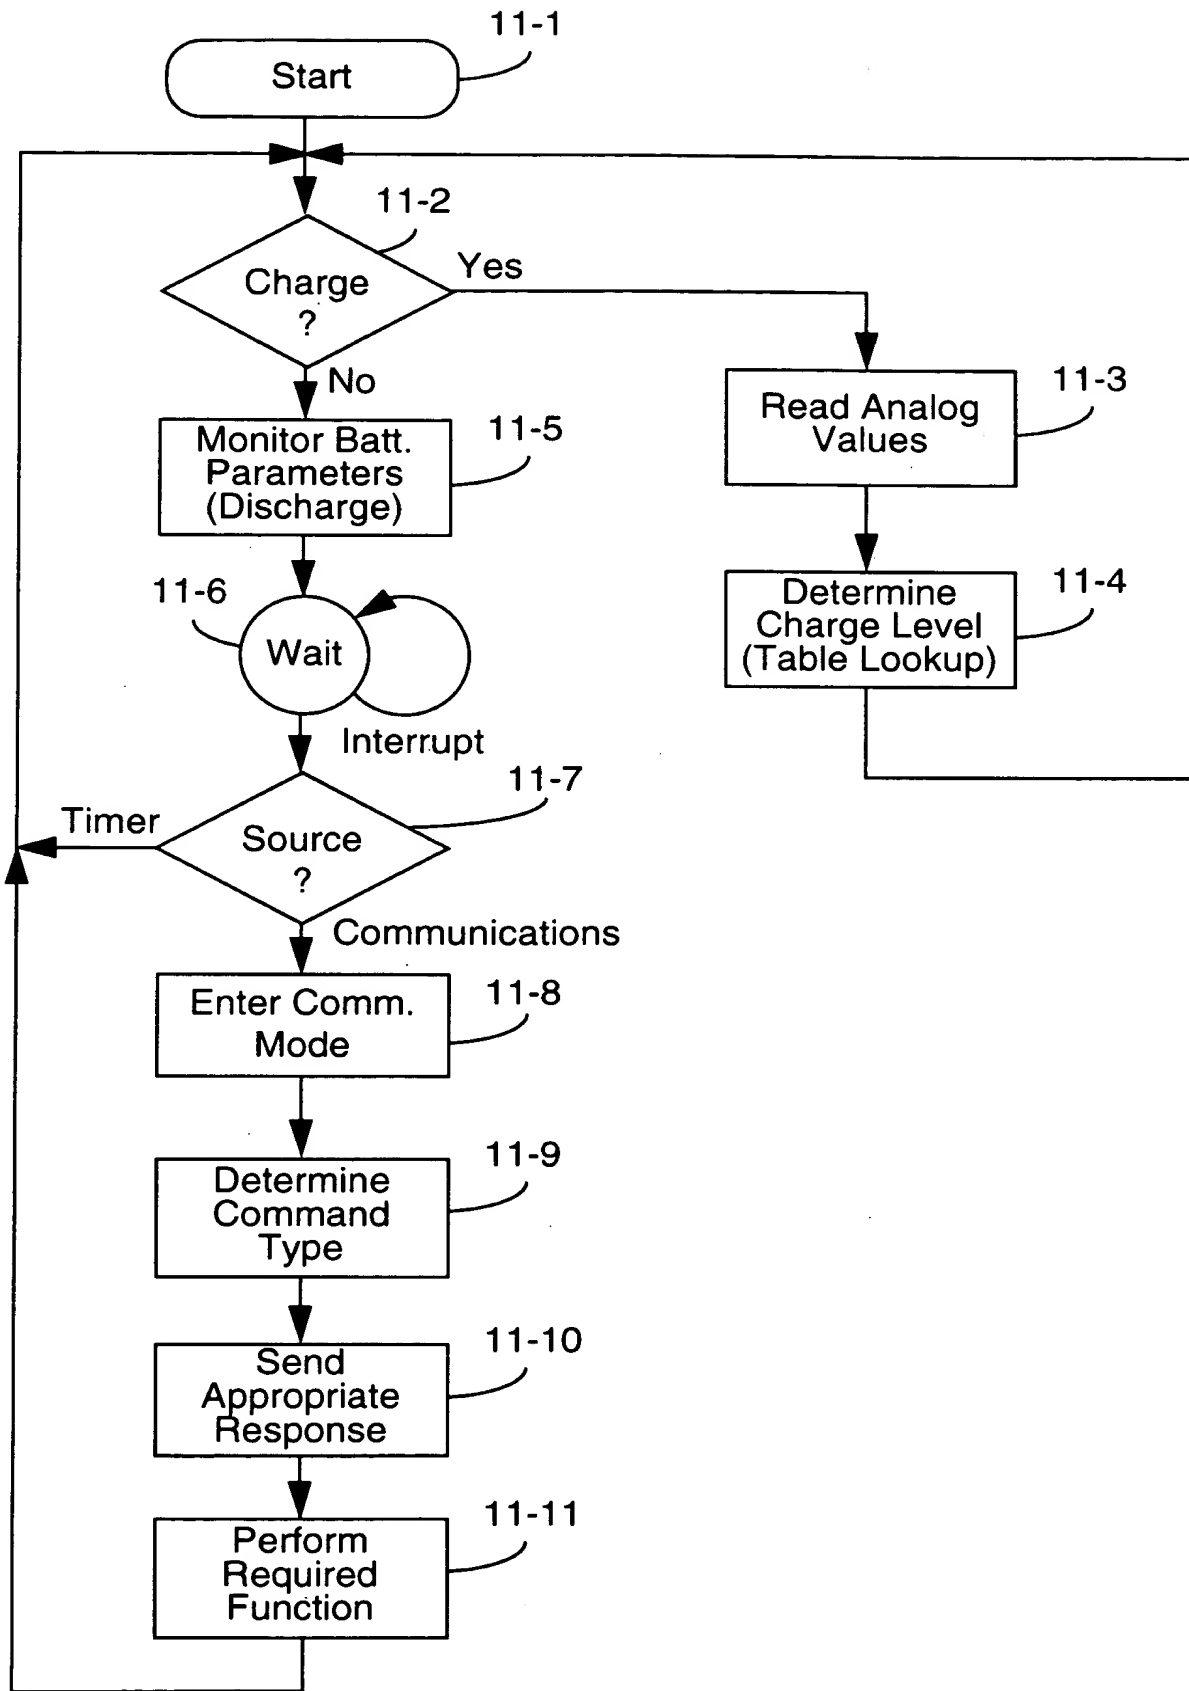 11-1
Start
11-2
Charge
?
Yes
No
11-3
Read Analog
Values
Monitor Batt.
Parameters
(Discharge)
11-5
11-4
Determine
Charge Level
(Table Lookup)
11-6
Wait
Interrupt
11-7
Timer
Source
?
Communications
11-8
Enter Comm.
Mode
11-9
Determine
Command
Type
11-10
Send
Appropriate
Response
11-11
Perform
Required
Function